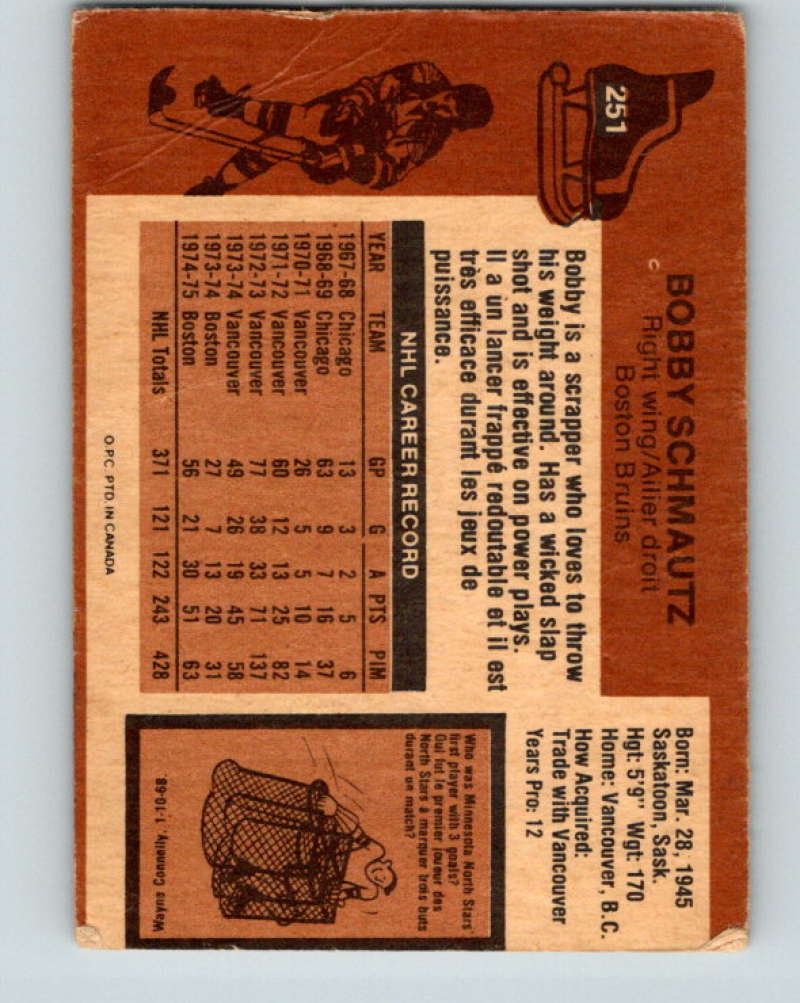 251
BOBBY SCHMAUTZ
Right wing/Ailier droit
Boston Bruins
Born: Mar. 28, 1945
Saskatoon, Sask.
Hgt: 5'9" Wgt: 170
Home: Vancouver, B.C.
How Acquired:
Trade with Vancouver
Years Pro: 12
Bobby is a scrapper who loves to throw
his weight around. Has a wicked slap
shot and is effective on power plays.
Il a un lancer frappé redoutable et il est
très efficace durant les jeux de
puissance.
NHL CAREER RECORD
YEAR TEAM GP G A PTS PIM
1967-68 Chicago 13 3 2 5 6
1968-69 Chicago 63 9 7 16 37
1970-71 Vancouver 26 5 5 10 14
1971-72 Vancouver 60 12 13 25 82
1972-73 Vancouver 77 38 33 71 137
1973-74 Vancouver 49 26 19 45 58
1973-74 Boston 27 7 13 20 31
1974-75 Boston 56 21 30 51 63
NHL Totals 371 121 122 243 428
Who was Minnesota North Stars'
first player with 3 goals?
Qui fut le premier joueur des
North Stars à marquer trois buts
durant un match?
Wayne Connelly, 1-10-68.
O.P.C. PTD. IN CANADA